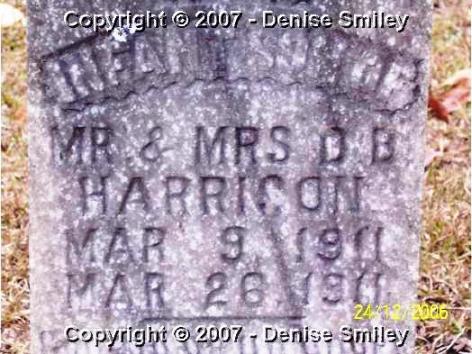 Copyright © 2007 - Denise Smiley
INFANT SON OF
MR. & MRS D B
HARRISON
MAR 9, 1911
MAR 26 1911
24/12/2006
Copyright © 2007 - Denise Smiley